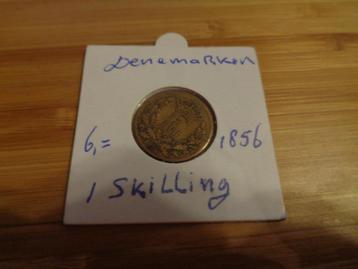 Denemarken
6,= 1856
1 Skilling